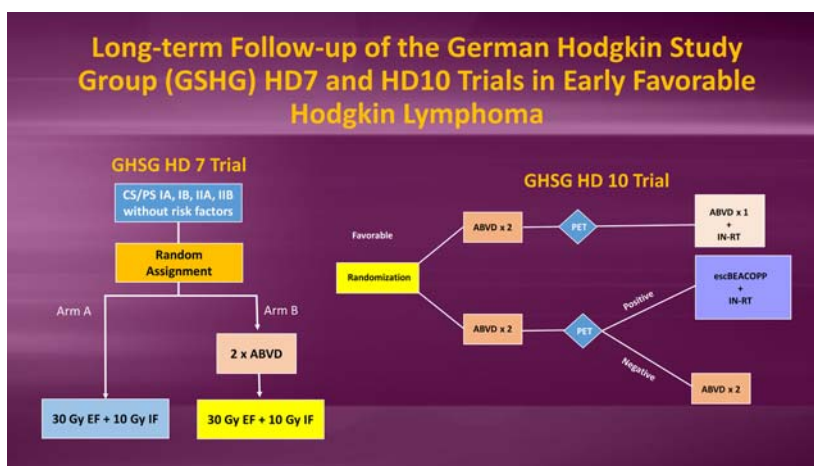 Long-term Follow-up of the German Hodgkin Study
Group (GSHG) HD7 and HD10 Trials in Early Favorable
Hodgkin Lymphoma
GHSG HD 7 Trial
CS/PS IA, IB, IIA, IIB
without risk factors
Random
Assignment
Arm A
Arm B
2 x ABVD
30 Gy EF + 10 Gy IF
30 Gy EF + 10 Gy IF
GHSG HD 10 Trial
Favorable
Randomization
ABVD x 2
PET
ABVD x 1
+
IN-RT
ABVD x 2
PET
Positive
escBEACOPP
+
IN-RT
Negative
ABVD x 2